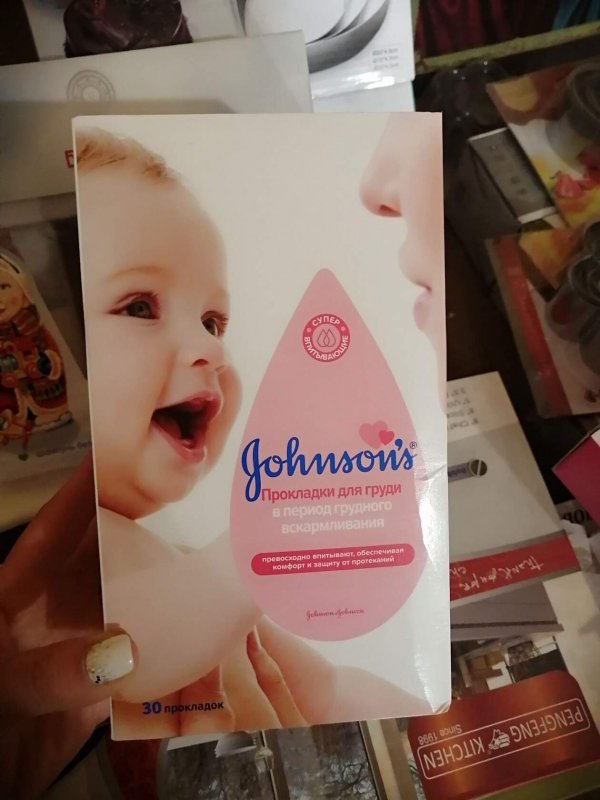 СУПЕР
ВПИТЫВАЮЩИЕ
Johnson's®
Прокладки для груди
в период грудного
вскармливания
превосходно впитывают, обеспечивая
комфорт и защиту от протеканий
Johnson & Johnson
30 прокладок
PENGFENG
KITCHEN
Since 1998